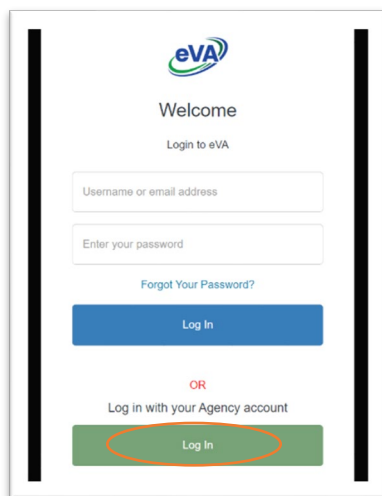 eVA
Welcome
Login to eVA
Username or email address
Enter your password
Forgot Your Password?
Log In
OR
Log in with your Agency account
Log In